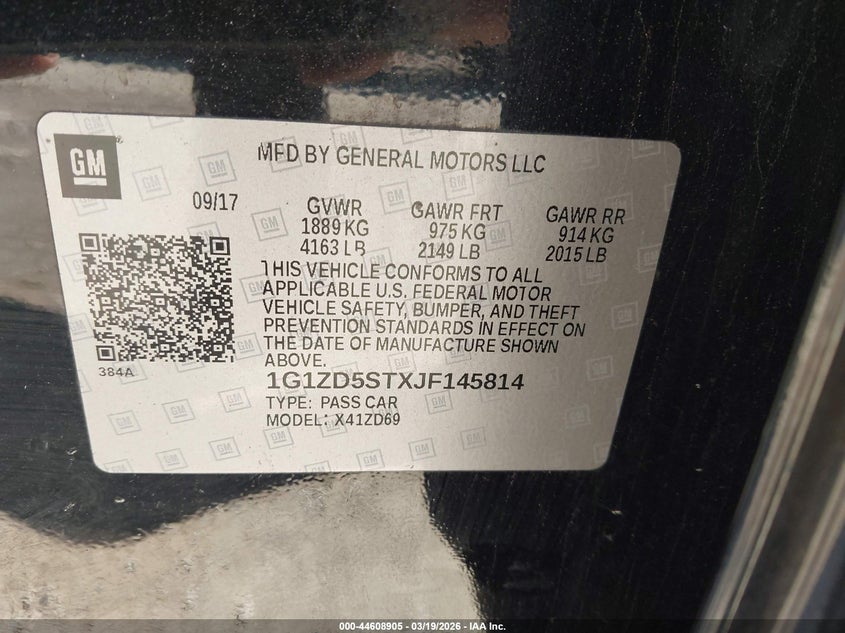 GM
MFD BY GENERAL MOTORS LLC
09/17
GVWR GAWR FRT GAWR RR
1889 KG 975 KG 914 KG
4163 LB 2149 LB 2015 LB
THIS VEHICLE CONFORMS TO ALL
APPLICABLE U.S. FEDERAL MOTOR
VEHICLE SAFETY, BUMPER, AND THEFT
PREVENTION STANDARDS IN EFFECT ON
THE DATE OF MANUFACTURE SHOWN
ABOVE.
384A
1G1ZD5STXJF145814
TYPE: PASS CAR
MODEL: X41ZD69
000-44608905 - 03/19/2026 - IAA Inc.